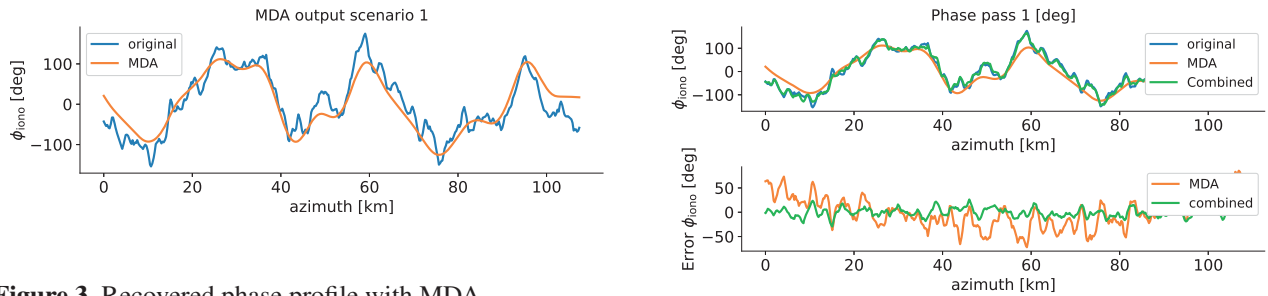 MDA output scenario 1
original
MDA
ϕiono [deg]
100
0
−100
0 20 40 60 80 100
azimuth [km]
Figure 3. Recovered phase profile with MDA
Phase pass 1 [deg]
original
MDA
Combined
ϕiono [deg]
100
0
−100
0 20 40 60 80 100
azimuth [km]
MDA
combined
Error ϕiono [deg]
50
0
−50
0 20 40 60 80 100
azimuth [km]